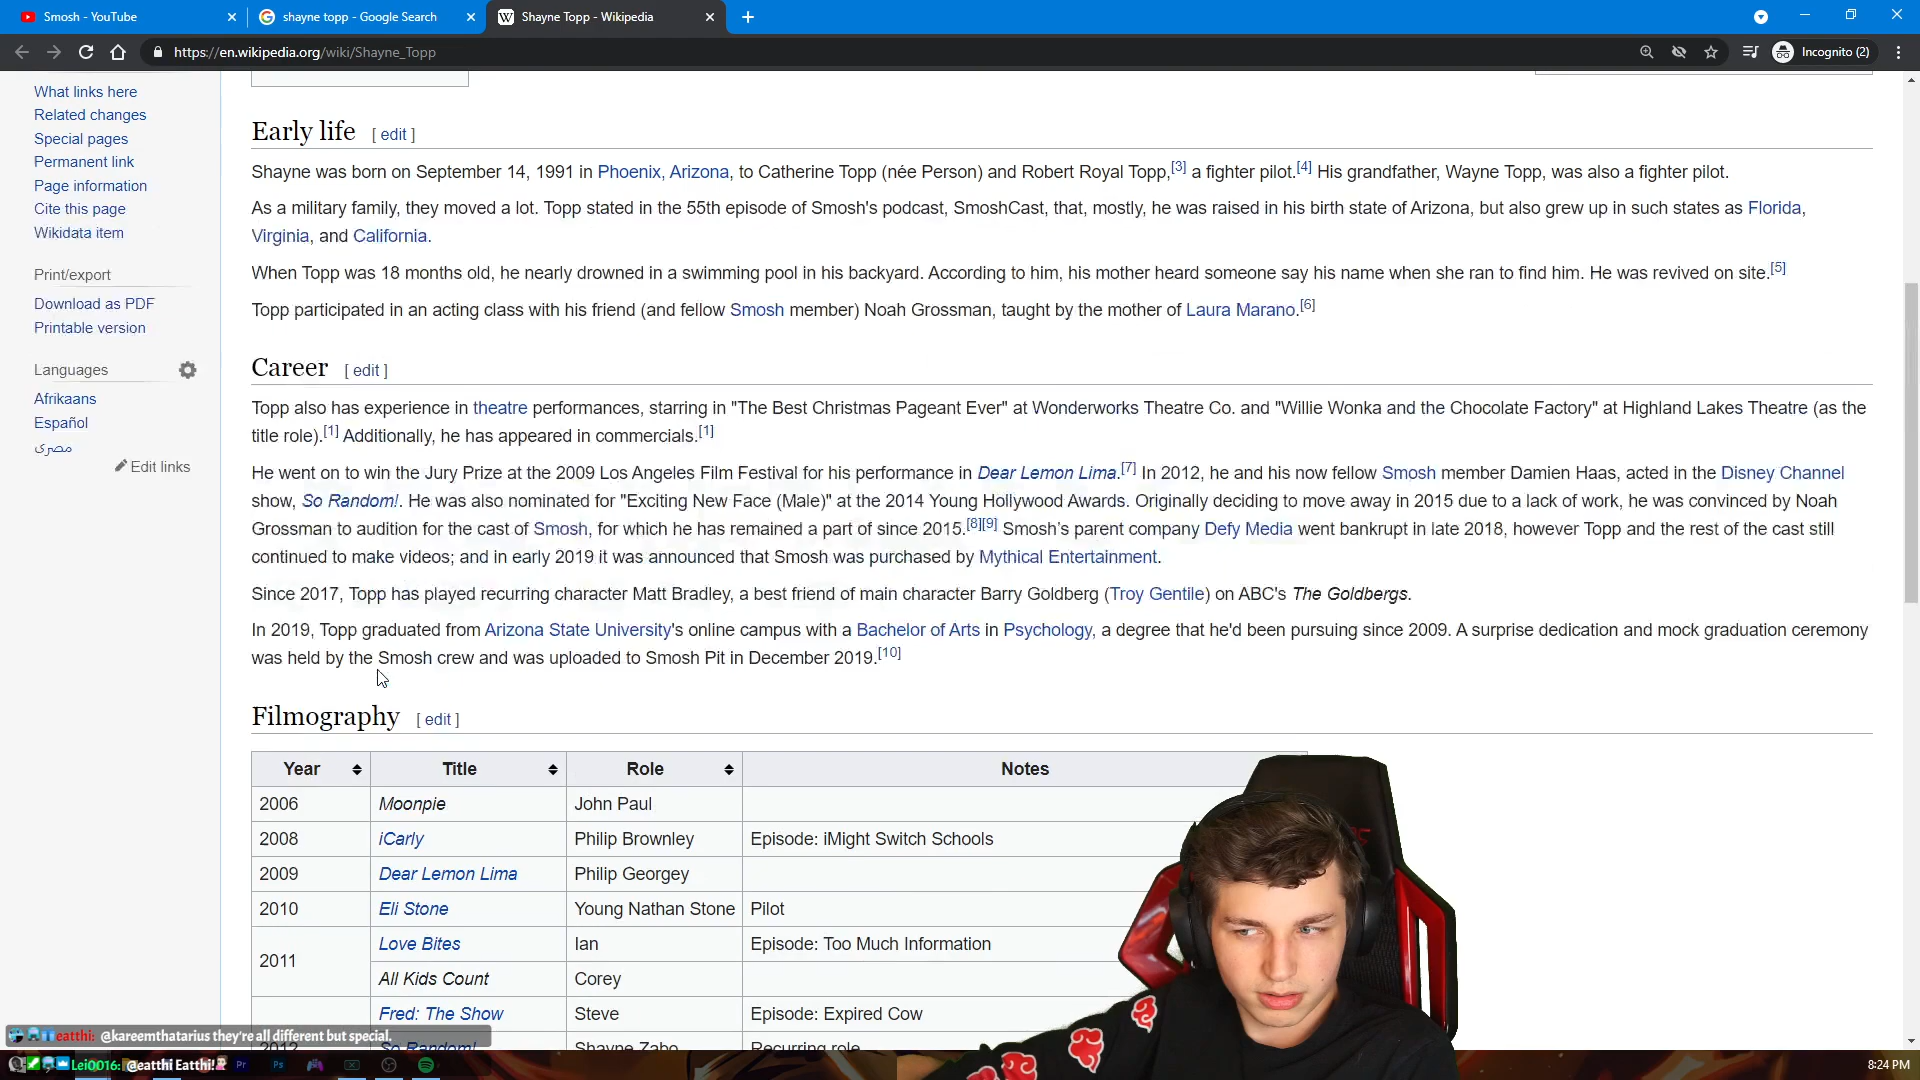 Smosh - YouTube
shayne topp - Google Search
Shayne Topp - Wikipedia
https://en.wikipedia.org/wiki/Shayne_Topp
Incognito (2)
What links here
Related changes
Special pages
Permanent link
Page information
Cite this page
Wikidata item
Print/export
Download as PDF
Printable version
Languages
Afrikaans
Español
مصرى
Edit links
Early life [ edit ]
Shayne was born on September 14, 1991 in Phoenix, Arizona, to Catherine Topp (née Person) and Robert Royal Topp,[3] a fighter pilot.[4] His grandfather, Wayne Topp, was also a fighter pilot.
As a military family, they moved a lot. Topp stated in the 55th episode of Smosh's podcast, SmoshCast, that, mostly, he was raised in his birth state of Arizona, but also grew up in such states as Florida,
Virginia, and California.
When Topp was 18 months old, he nearly drowned in a swimming pool in his backyard. According to him, his mother heard someone say his name when she ran to find him. He was revived on site.[5]
Topp participated in an acting class with his friend (and fellow Smosh member) Noah Grossman, taught by the mother of Laura Marano.[6]
Career [ edit ]
Topp also has experience in theatre performances, starring in "The Best Christmas Pageant Ever" at Wonderworks Theatre Co. and "Willie Wonka and the Chocolate Factory" at Highland Lakes Theatre (as the
title role).[1] Additionally, he has appeared in commercials.[1]
He went on to win the Jury Prize at the 2009 Los Angeles Film Festival for his performance in Dear Lemon Lima.[7] In 2012, he and his now fellow Smosh member Damien Haas, acted in the Disney Channel
show, So Random!. He was also nominated for "Exciting New Face (Male)" at the 2014 Young Hollywood Awards. Originally deciding to move away in 2015 due to a lack of work, he was convinced by Noah
Grossman to audition for the cast of Smosh, for which he has remained a part of since 2015.[8][9] Smosh's parent company Defy Media went bankrupt in late 2018, however Topp and the rest of the cast still
continued to make videos; and in early 2019 it was announced that Smosh was purchased by Mythical Entertainment.
Since 2017, Topp has played recurring character Matt Bradley, a best friend of main character Barry Goldberg (Troy Gentile) on ABC's The Goldbergs.
In 2019, Topp graduated from Arizona State University's online campus with a Bachelor of Arts in Psychology, a degree that he'd been pursuing since 2009. A surprise dedication and mock graduation ceremony
was held by the Smosh crew and was uploaded to Smosh Pit in December 2019.[10]
Filmography [ edit ]
Year Title Role Notes
2006 Moonpie John Paul
2008 iCarly Philip Brownley Episode: iMight Switch Schools
2009 Dear Lemon Lima Philip Georgey
2010 Eli Stone Young Nathan Stone Pilot
2011 Love Bites Ian Episode: Too Much Information
All Kids Count Corey
Fred: The Show Steve Episode: Expired Cow
2012 So Random! Shayne Zabo Recurring role
eatthi: @kareemthatarius they're all different but special.
Lei0016: @eatthi Eatthi!
Pr
Ps
8:24 PM